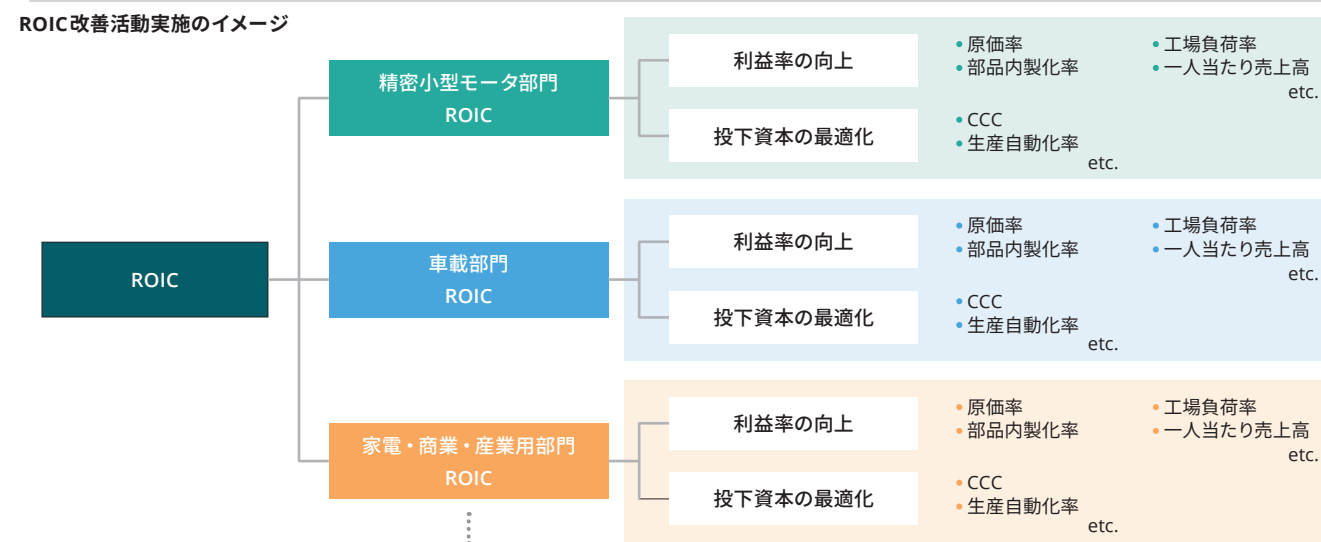 ROIC改善活動実施のイメージ
ROIC
精密小型モータ部門
ROIC
利益率の向上
• 原価率
• 部品内製化率
• 工場負荷率
• 一人当たり売上高
etc.
投下資本の最適化
• CCC
• 生産自動化率
etc.
車載部門
ROIC
利益率の向上
• 原価率
• 部品内製化率
• 工場負荷率
• 一人当たり売上高
etc.
投下資本の最適化
• CCC
• 生産自動化率
etc.
家電・商業・産業用部門
ROIC
利益率の向上
• 原価率
• 部品内製化率
• 工場負荷率
• 一人当たり売上高
etc.
投下資本の最適化
• CCC
• 生産自動化率
etc.